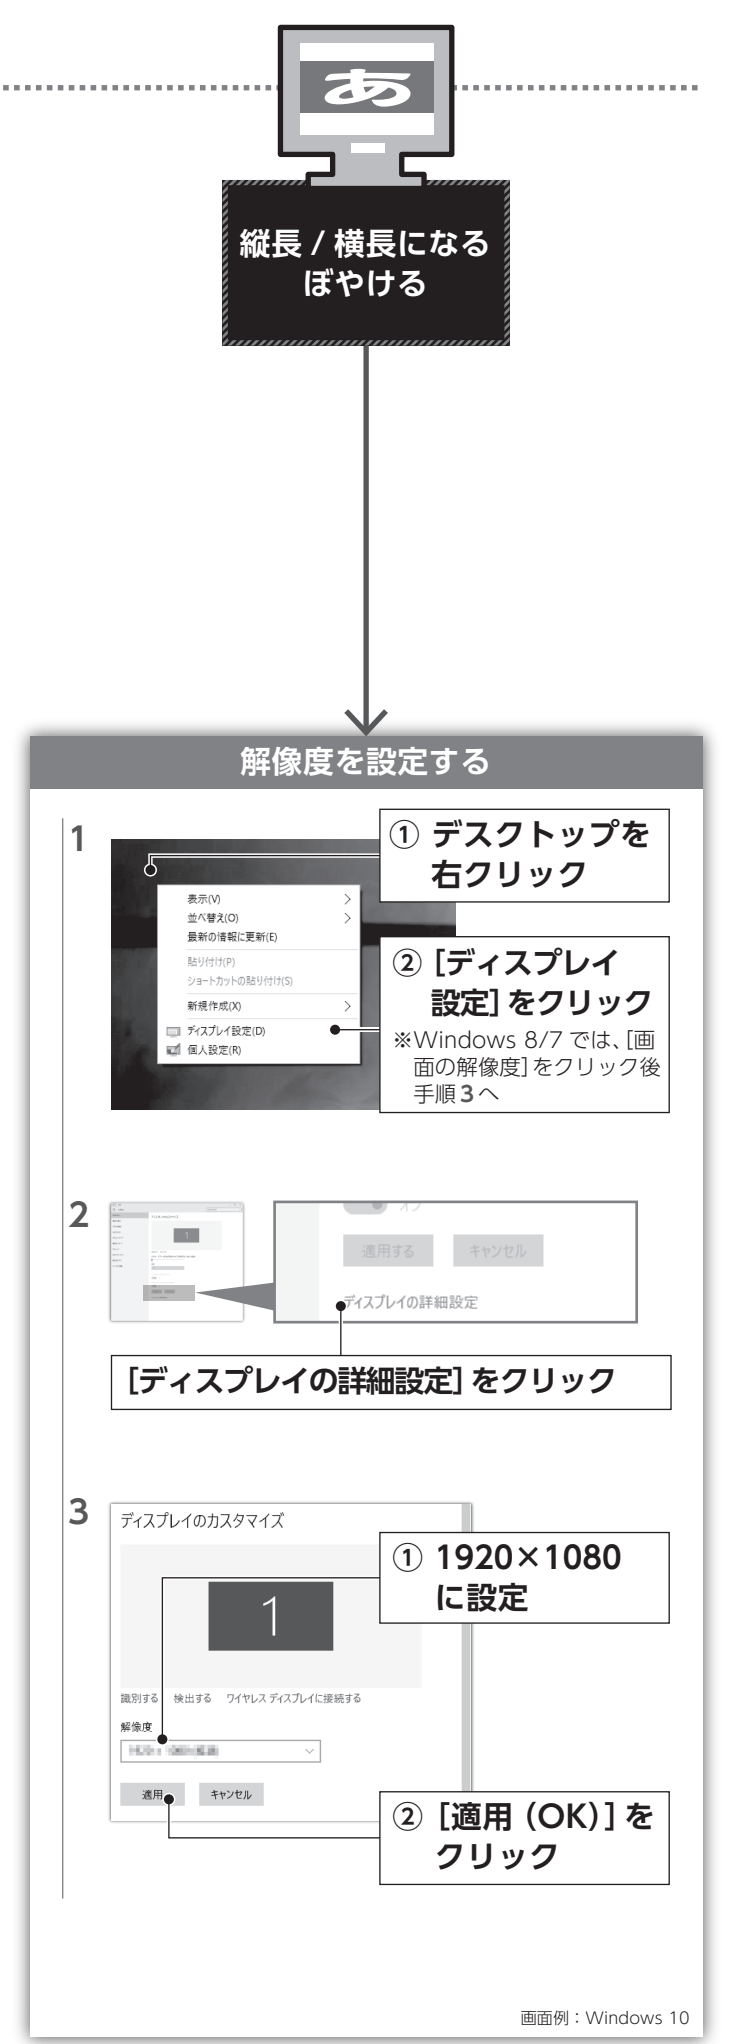 あ
縦長 / 横長になる
ぼやける
解像度を設定する
1
① デスクトップを
右クリック
表示(V)
並べ替え(O)
最新の情報に更新(E)
貼り付け(P)
ショートカットの貼り付け(S)
新規作成(X)
ディスプレイ設定(D)
個人設定(R)
② [ディスプレイ
設定] をクリック
※Windows 8/7 では、[画
面の解像度] をクリック後
手順 3 へ
2
1
オフ
適用する キャンセル
ディスプレイの詳細設定
[ディスプレイの詳細設定] をクリック
3
ディスプレイのカスタマイズ
① 1920×1080
に設定
1
識別する 検出する ワイヤレス ディスプレイに接続する
解像度
適用 キャンセル
② [適用 (OK)] を
クリック
画面例：Windows 10